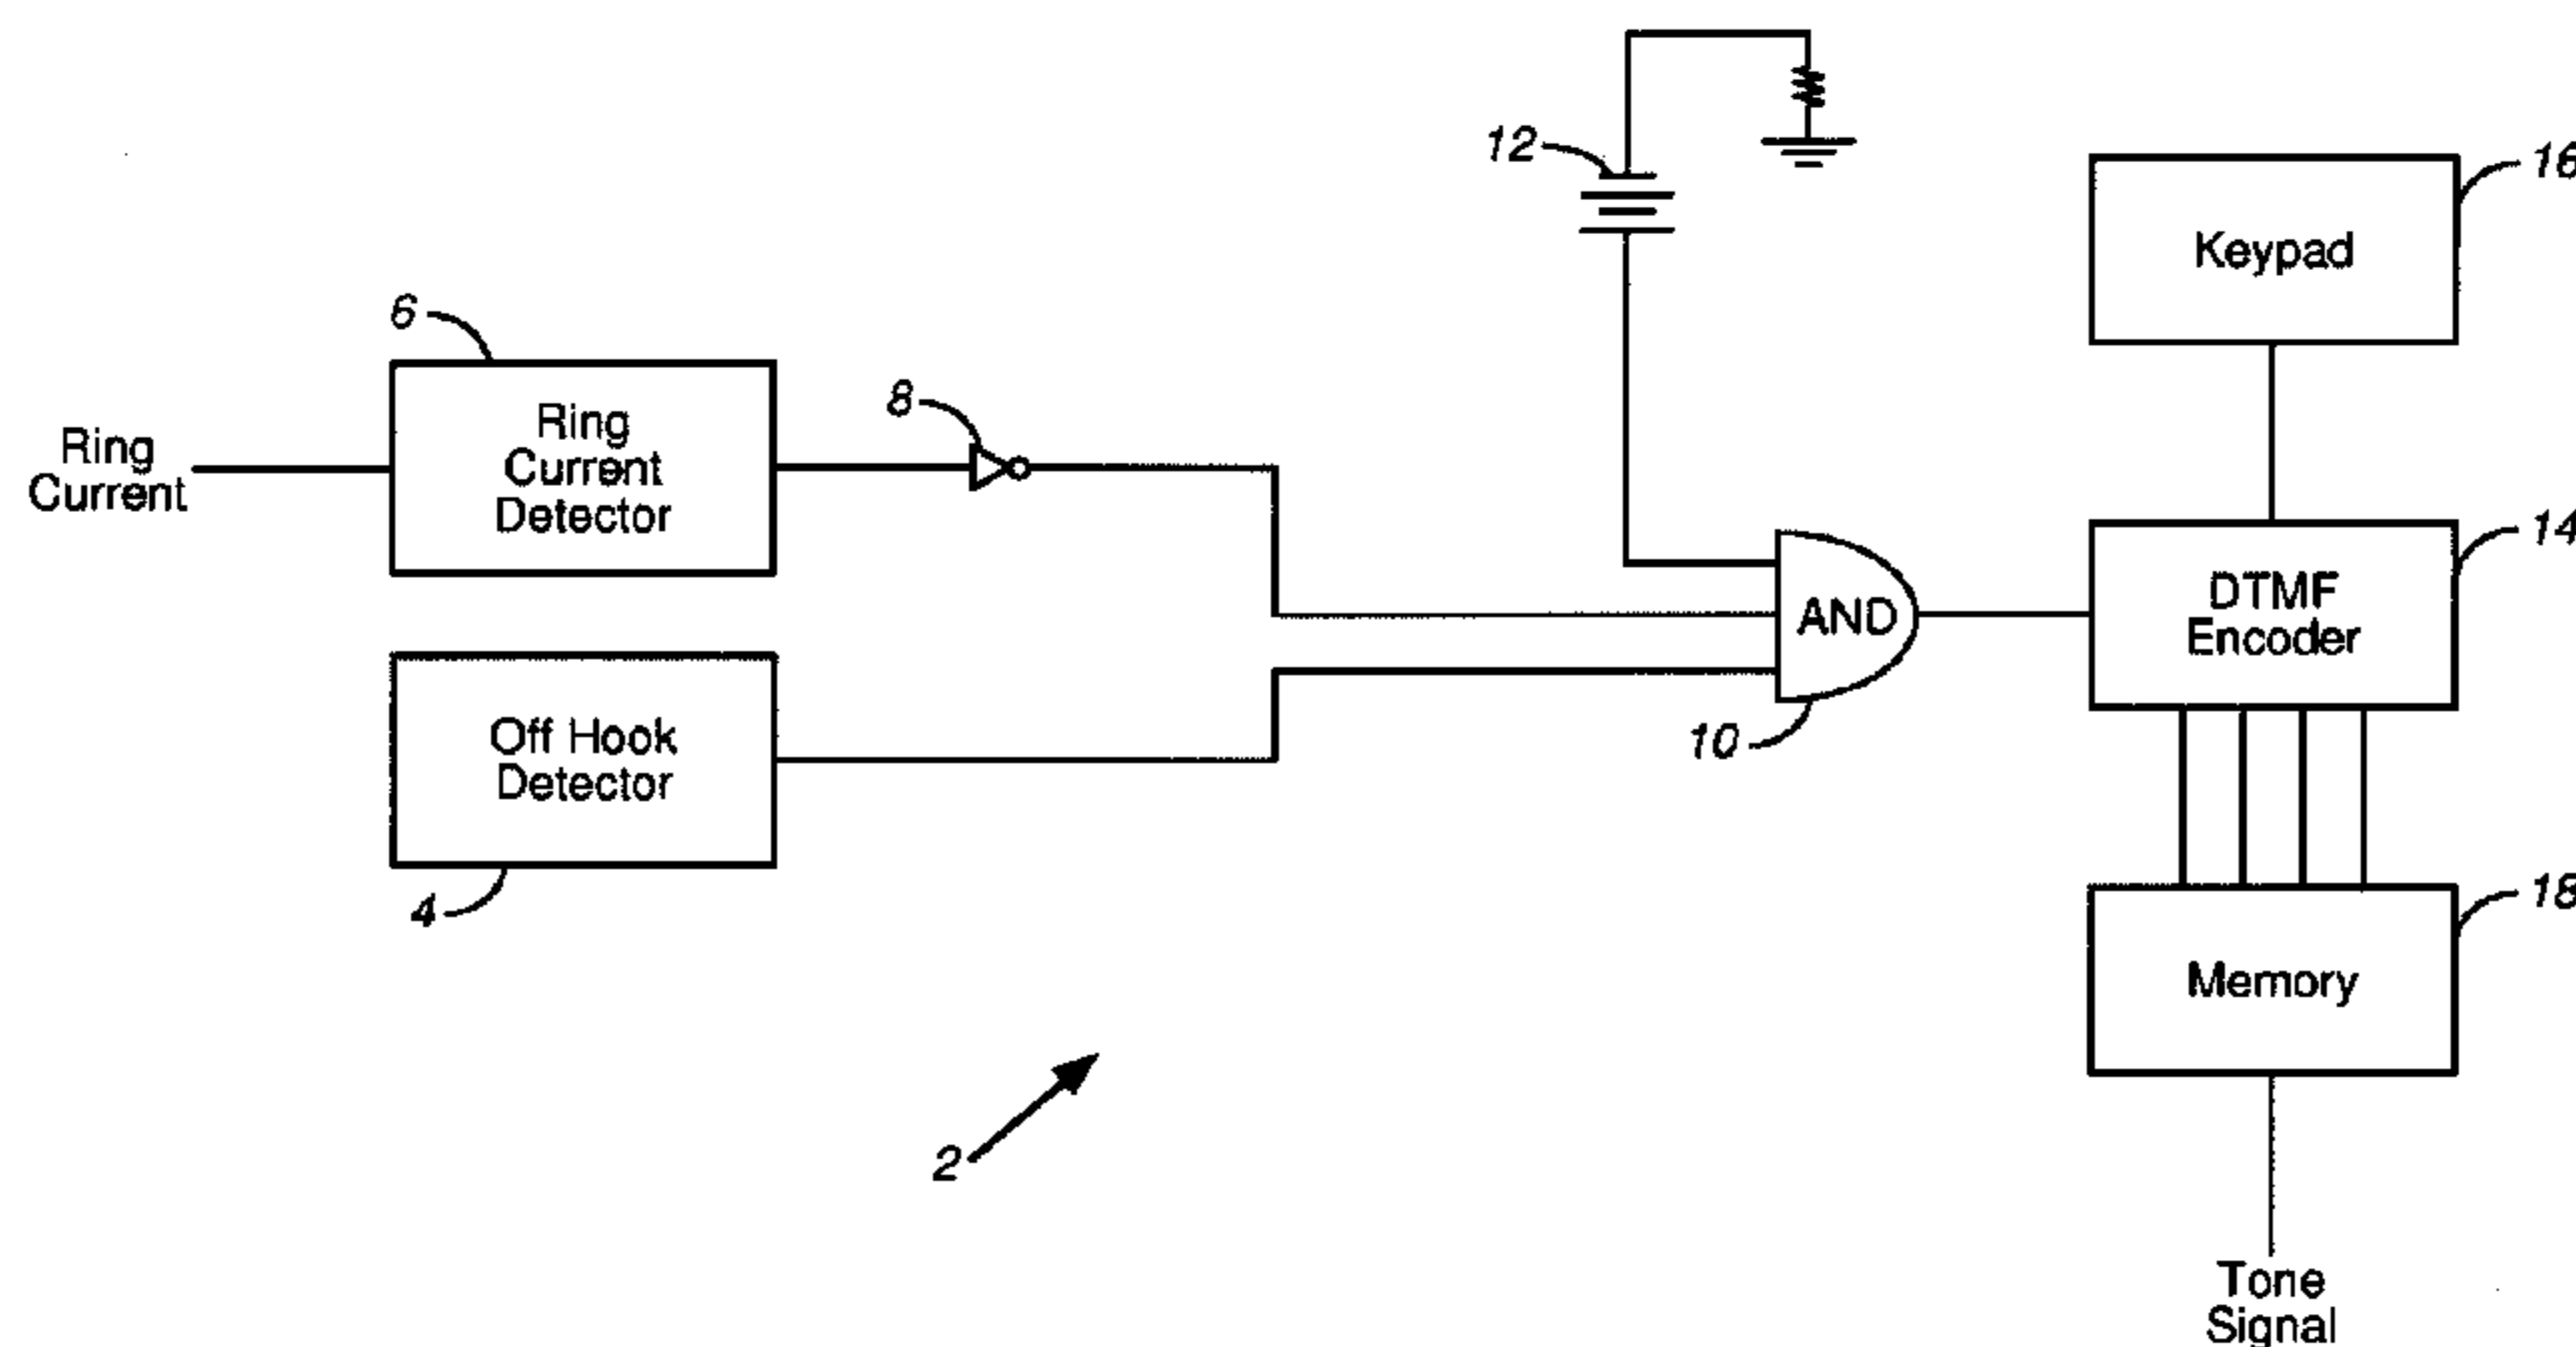 12
16
Keypad
6
8
Ring
Current
Ring
Current
Detector
14
DTMF
Encoder
AND
10
Off Hook
Detector
4
18
Memory
2
Tone
Signal